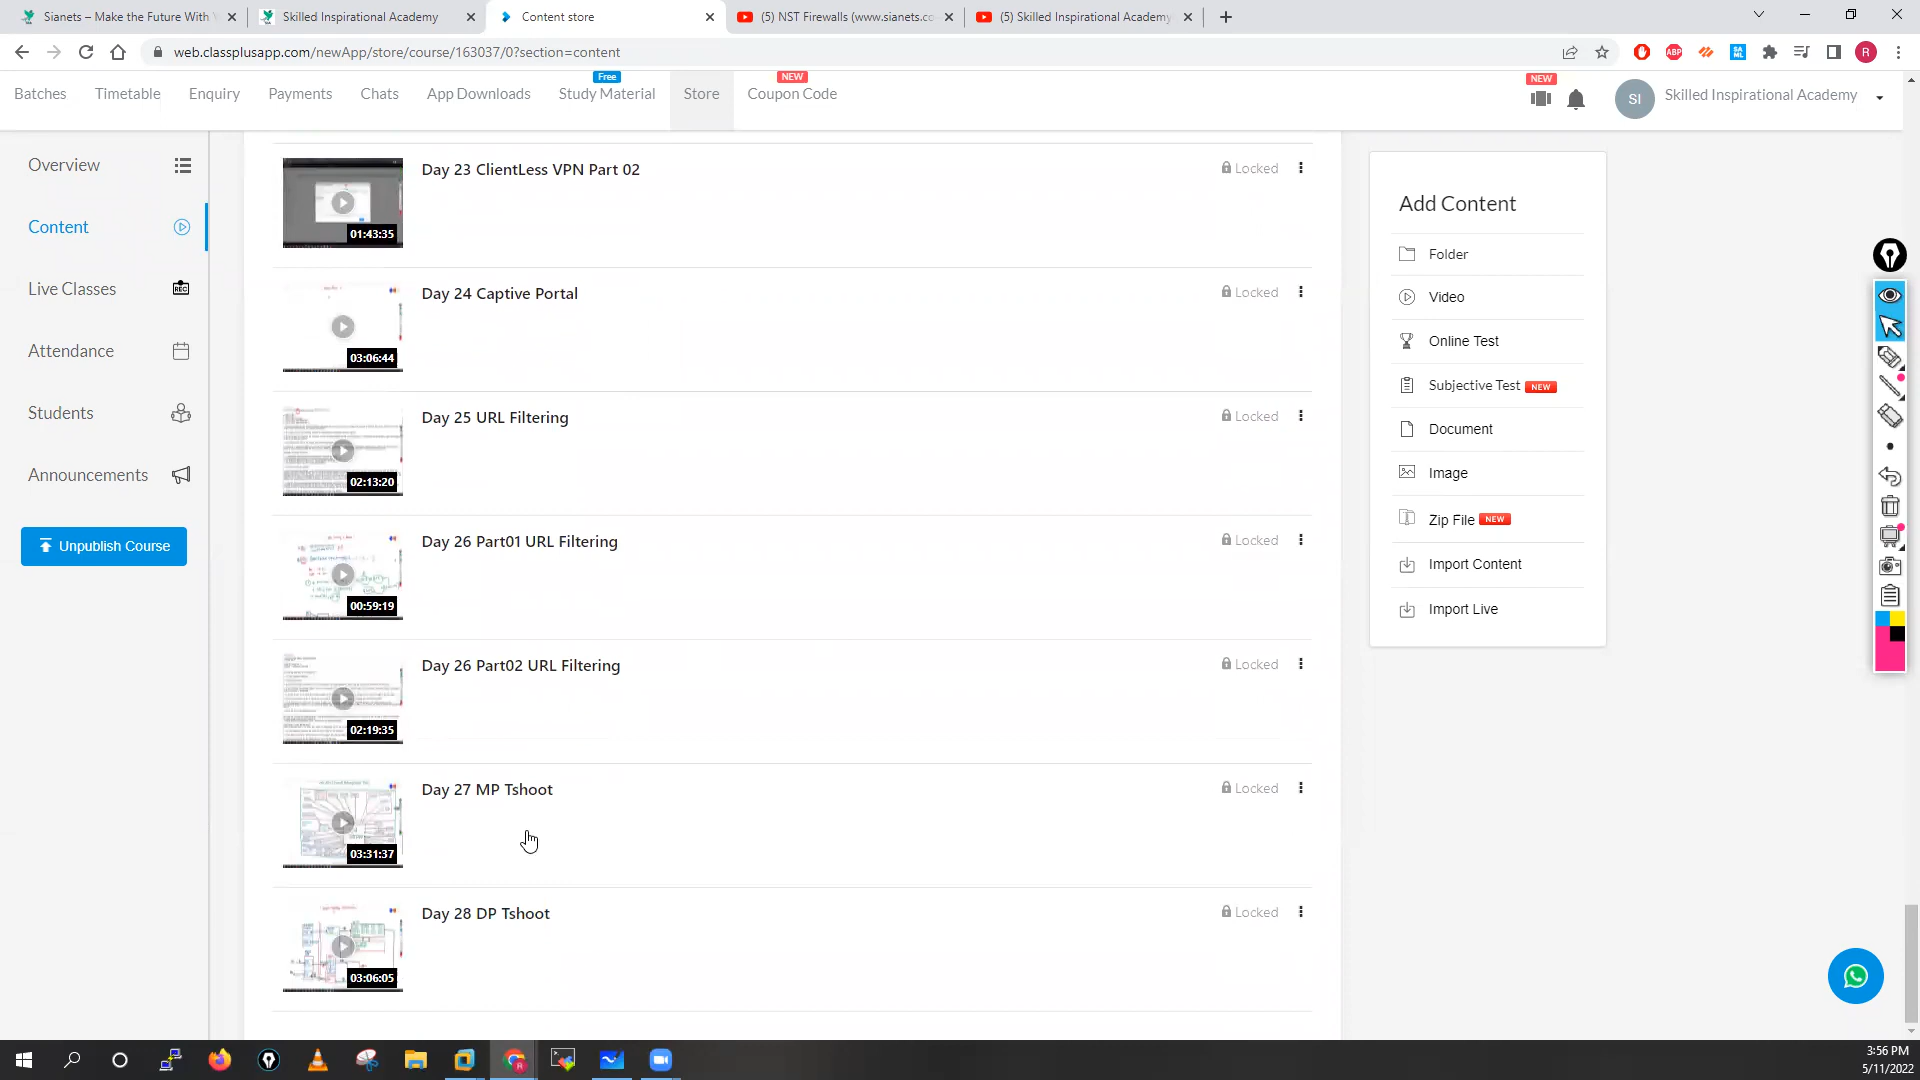 Sianets – Make the Future With Y
Skilled Inspirational Academy
Content store
(5) NST Firewalls (www.sianets.co
(5) Skilled Inspirational Academy
web.classplusapp.com/newApp/store/course/163037/0?section=content
ABP
R
Free
NEW
NEW
Batches
Timetable
Enquiry
Payments
Chats
App Downloads
Study Material
Store
Coupon Code
SI
Skilled Inspirational Academy
Overview
Content
Live Classes
REC
Attendance
Students
Announcements
Unpublish Course
Day 23 ClientLess VPN Part 02
Locked
01:43:35
Day 24 Captive Portal
Locked
03:06:44
Day 25 URL Filtering
Locked
02:13:20
Day 26 Part01 URL Filtering
Locked
00:59:19
Day 26 Part02 URL Filtering
Locked
02:19:35
Day 27 MP Tshoot
Locked
03:31:37
Day 28 DP Tshoot
Locked
03:06:05
Add Content
Folder
Video
Online Test
Subjective Test NEW
Document
Image
Zip File NEW
Import Content
Import Live
3:56 PM
5/11/2022